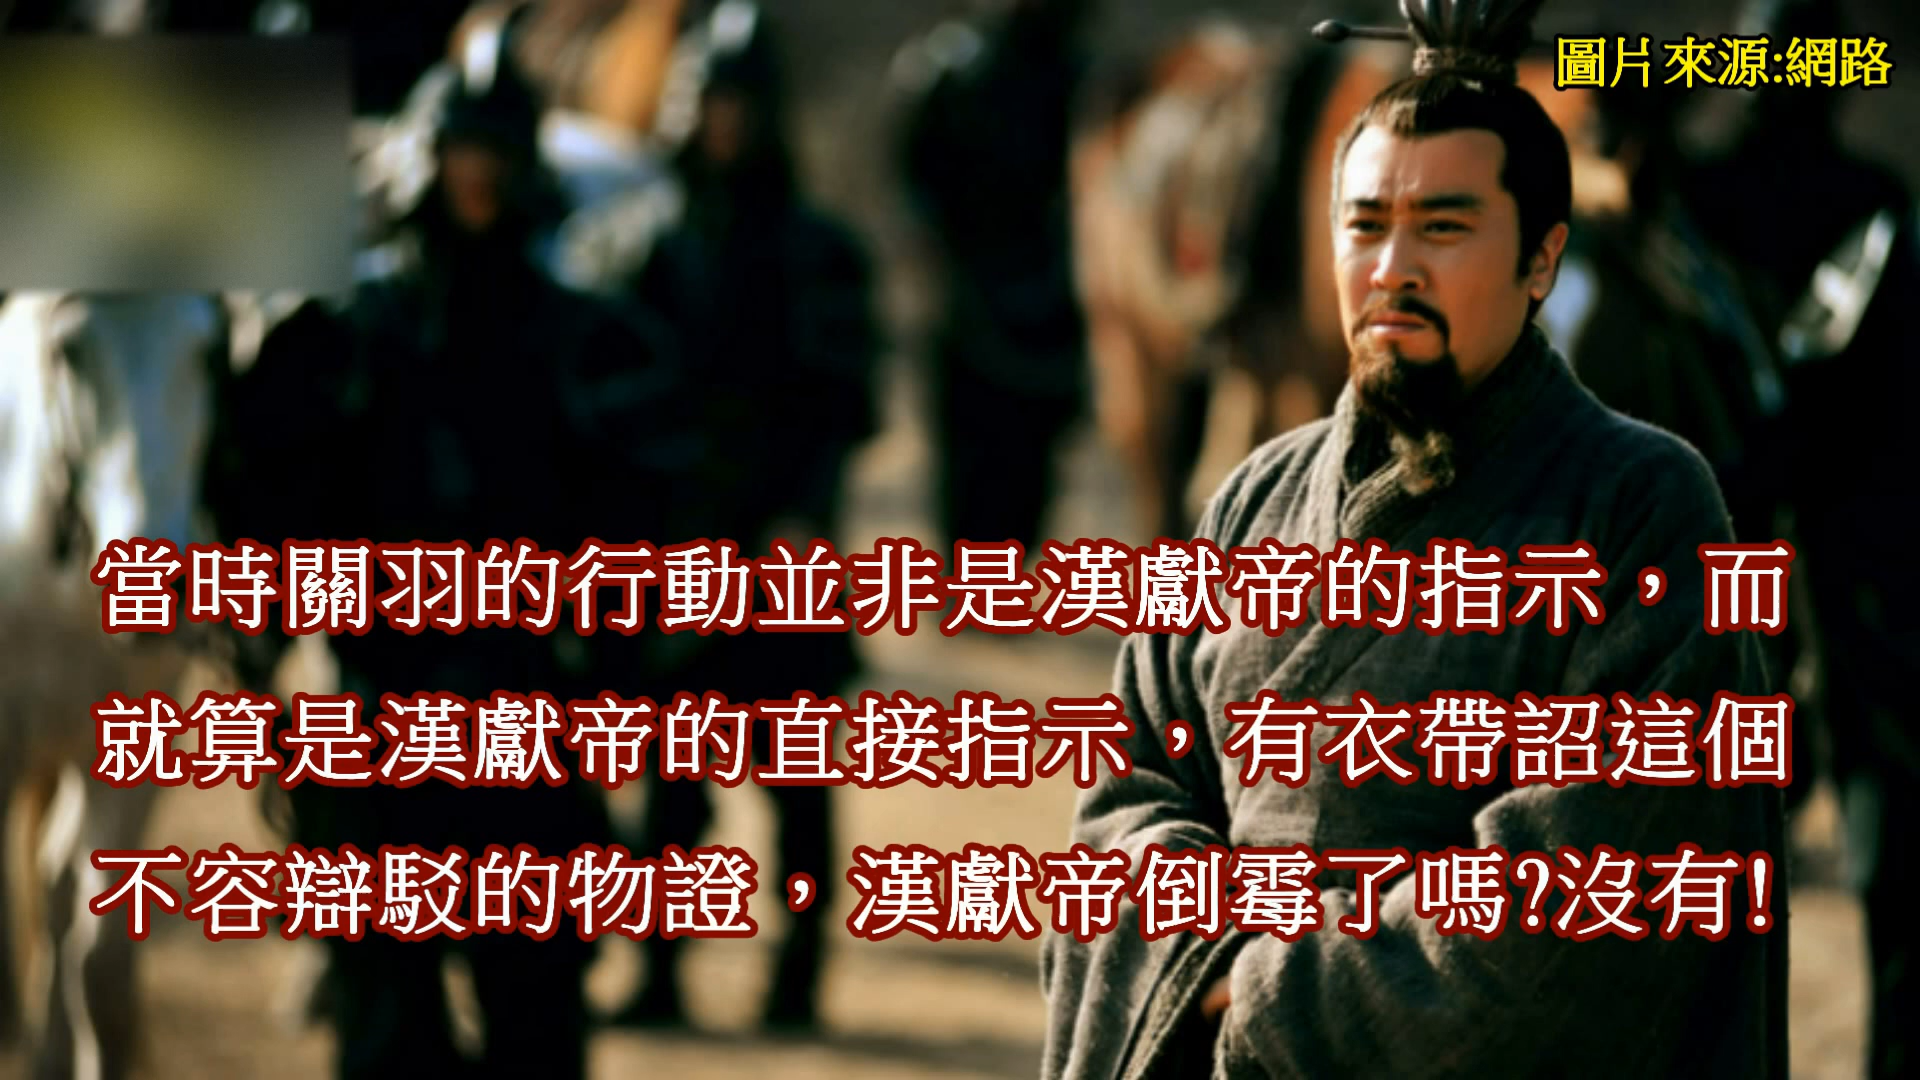 圖片來源:網路
當時關羽的行動並非是漢獻帝的指示，而
就算是漢獻帝的直接指示，有衣帶詔這個
不容辯駁的物證，漢獻帝倒霉了嗎?沒有!